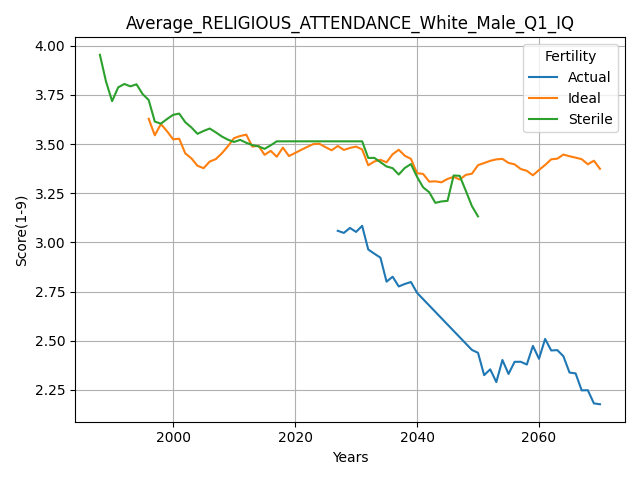 Average_RELIGIOUS_ATTENDANCE_White_Male_Q1_IQ
Fertility
Actual
Ideal
Sterile
Score(1-9)
4.00
3.75
3.50
3.25
3.00
2.75
2.50
2.25
2000 2020 2040 2060
Years